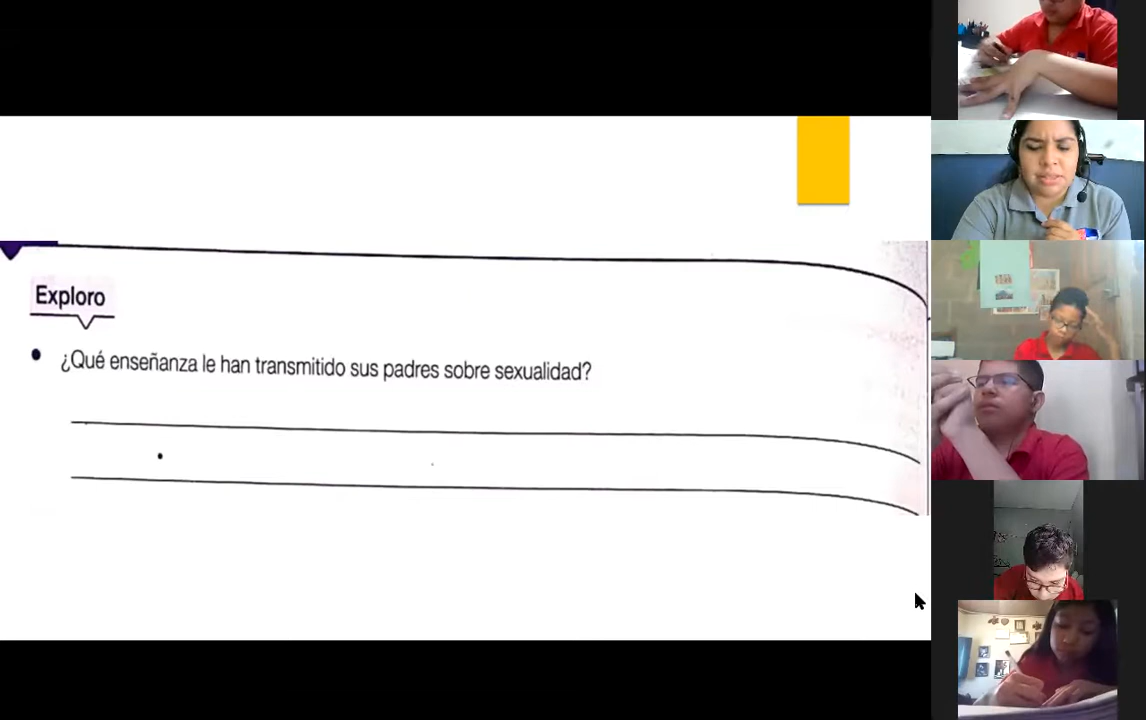 Exploro
• ¿Qué enseñanza le han transmitido sus padres sobre sexualidad?